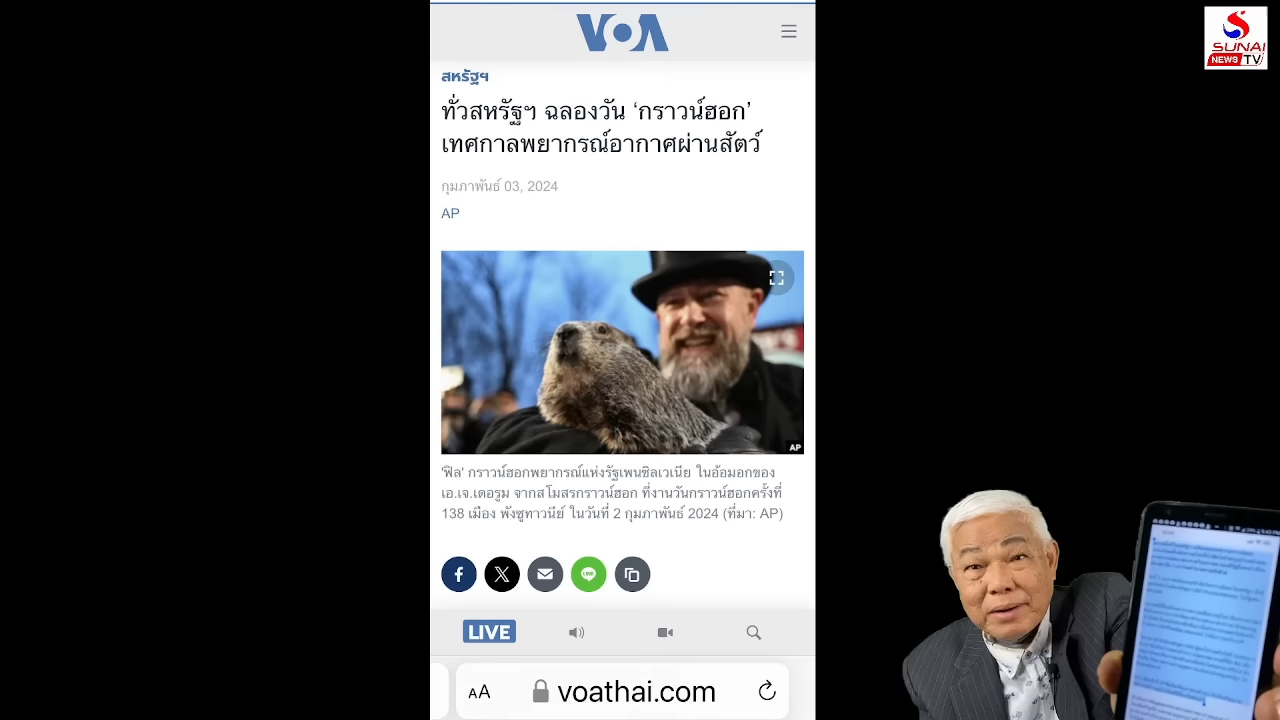 VOA
SUNAI
NEWS TV
สหรัฐฯ
ทั่วสหรัฐฯ ฉลองวัน ‘กราวน์ฮอก’
เทศกาลพยากรณ์อากาศผ่านสัตว์
กุมภาพันธ์ 03, 2024
AP
AP
'ฟิล' กราวน์ฮอกพยากรณ์แห่งรัฐเพนซิลเวเนีย ในอ้อมอกของ
เอ.เจ.เดอรูม จากสโมสรกราวน์ฮอก ที่งานวันกราวน์ฮอกครั้งที่
138 เมือง พังซูทาวนีย์ ในวันที่ 2 กุมภาพันธ์ 2024 (ที่มา: AP)
LIVE
AA voathai.com